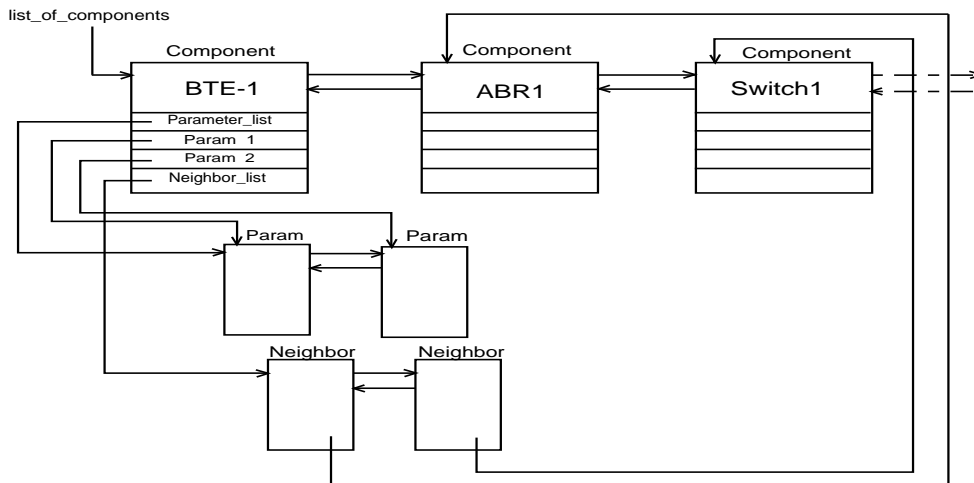 list_of_components
Component
Component
Component
BTE-1
ABR1
Switch1
Parameter_list
Param 1
Param 2
Neighbor_list
Param
Param
Neighbor
Neighbor